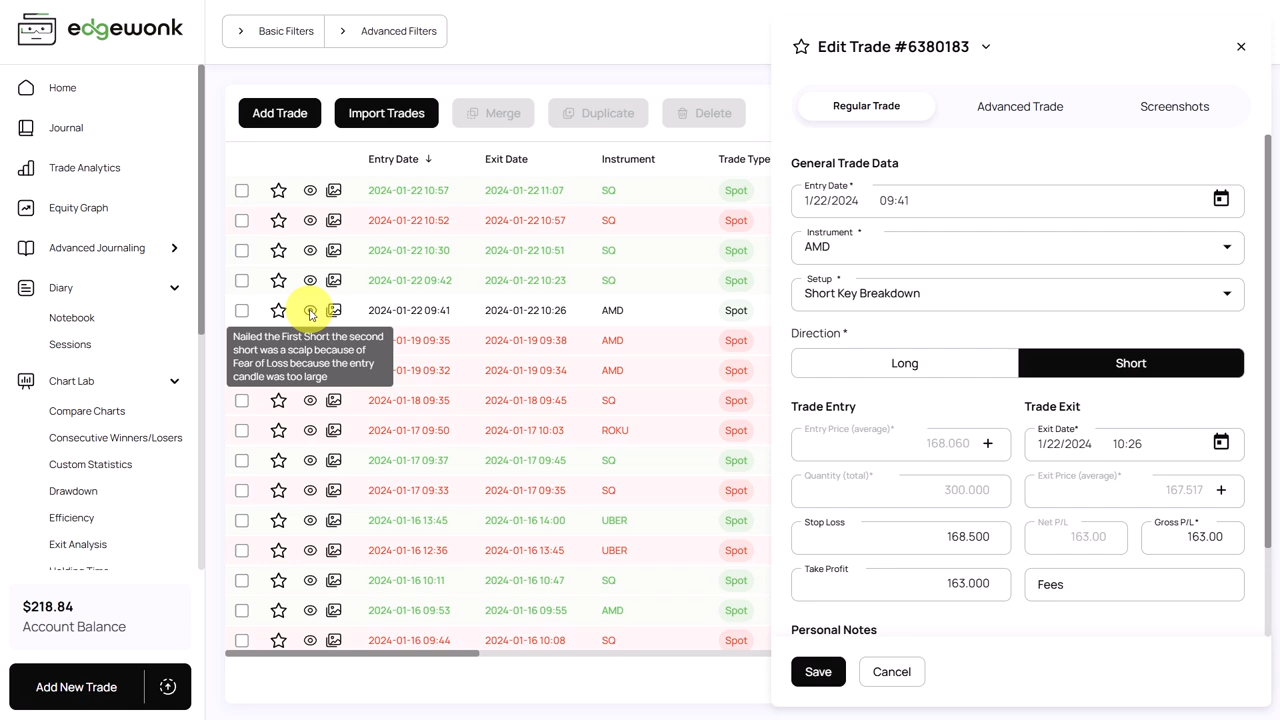 edgewonk
Basic Filters
Advanced Filters
Home
Journal
Trade Analytics
Equity Graph
Advanced Journaling
Diary
Notebook
Sessions
Chart Lab
Compare Charts
Consecutive Winners/Losers
Custom Statistics
Drawdown
Efficiency
Exit Analysis
$218.84
Account Balance
Add New Trade
Add Trade
Import Trades
Merge
Duplicate
Delete
Entry Date
Exit Date
Instrument
Trade Type
2024-01-22 10:57 2024-01-22 11:07 SQ Spot
2024-01-22 10:52 2024-01-22 10:57 SQ Spot
2024-01-22 10:30 2024-01-22 10:51 SQ Spot
2024-01-22 09:42 2024-01-22 10:23 SQ Spot
2024-01-22 09:41 2024-01-22 10:26 AMD Spot
Nailed the First Short the second
short was a scalp because of
Fear of Loss because the entry
candle was too large
-01-19 09:35 2024-01-19 09:38 AMD Spot
-01-19 09:32 2024-01-19 09:34 AMD Spot
2024-01-18 09:35 2024-01-18 09:45 SQ Spot
2024-01-17 09:50 2024-01-17 10:03 ROKU Spot
2024-01-17 09:37 2024-01-17 09:45 SQ Spot
2024-01-17 09:33 2024-01-17 09:35 SQ Spot
2024-01-16 13:45 2024-01-16 14:00 UBER Spot
2024-01-16 12:36 2024-01-16 13:45 UBER Spot
2024-01-16 10:11 2024-01-16 10:47 SQ Spot
2024-01-16 09:53 2024-01-16 09:55 AMD Spot
2024-01-16 09:44 2024-01-16 10:08 SQ Spot
Edit Trade #6380183
Regular Trade
Advanced Trade
Screenshots
General Trade Data
Entry Date *
1/22/2024 09:41
Instrument *
AMD
Setup *
Short Key Breakdown
Direction *
Long
Short
Trade Entry
Trade Exit
Entry Price (average)*
168.060
Exit Date*
1/22/2024 10:26
Quantity (total)*
300.000
Exit Price (average)*
167.517
Stop Loss
168.500
Net P/L
163.00
Gross P/L *
163.00
Take Profit
163.000
Fees
Personal Notes
Save
Cancel